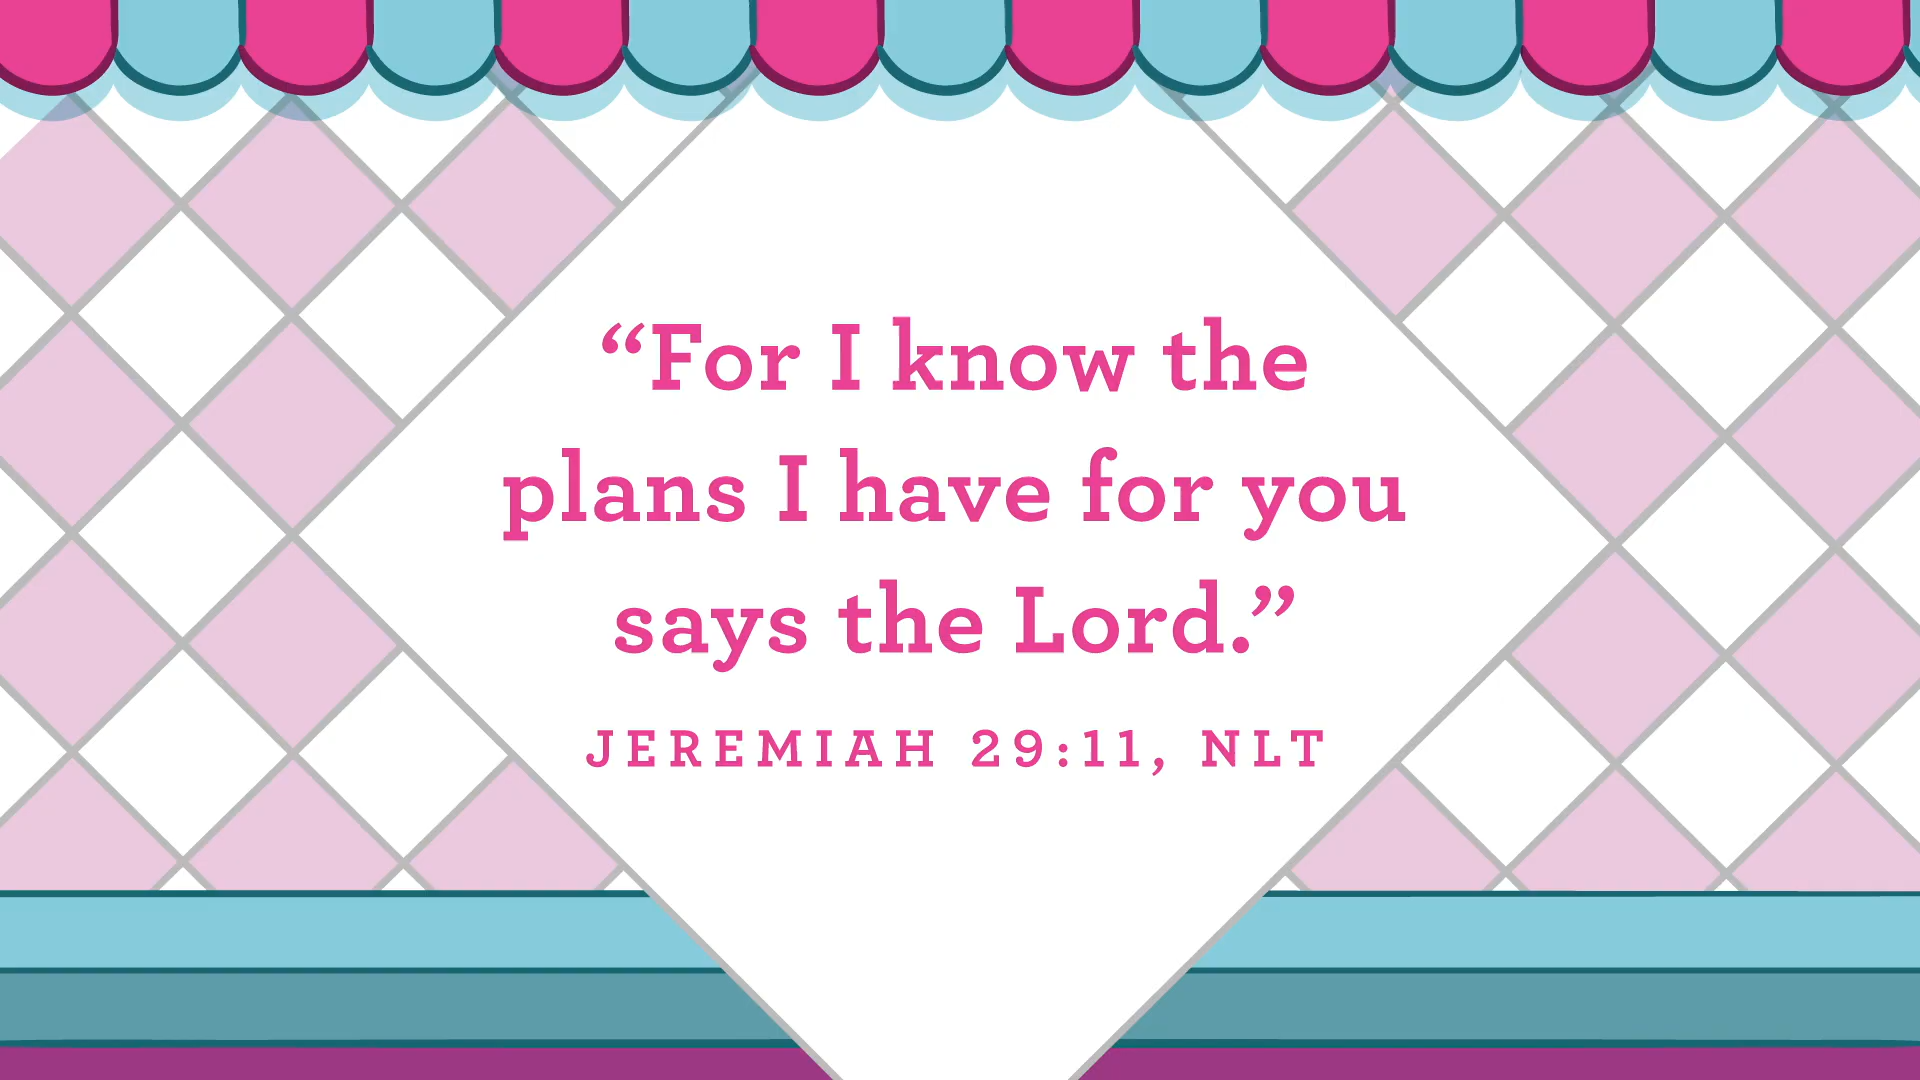 “For I know the
plans I have for you
says the Lord.”
JEREMIAH 29:11, NLT